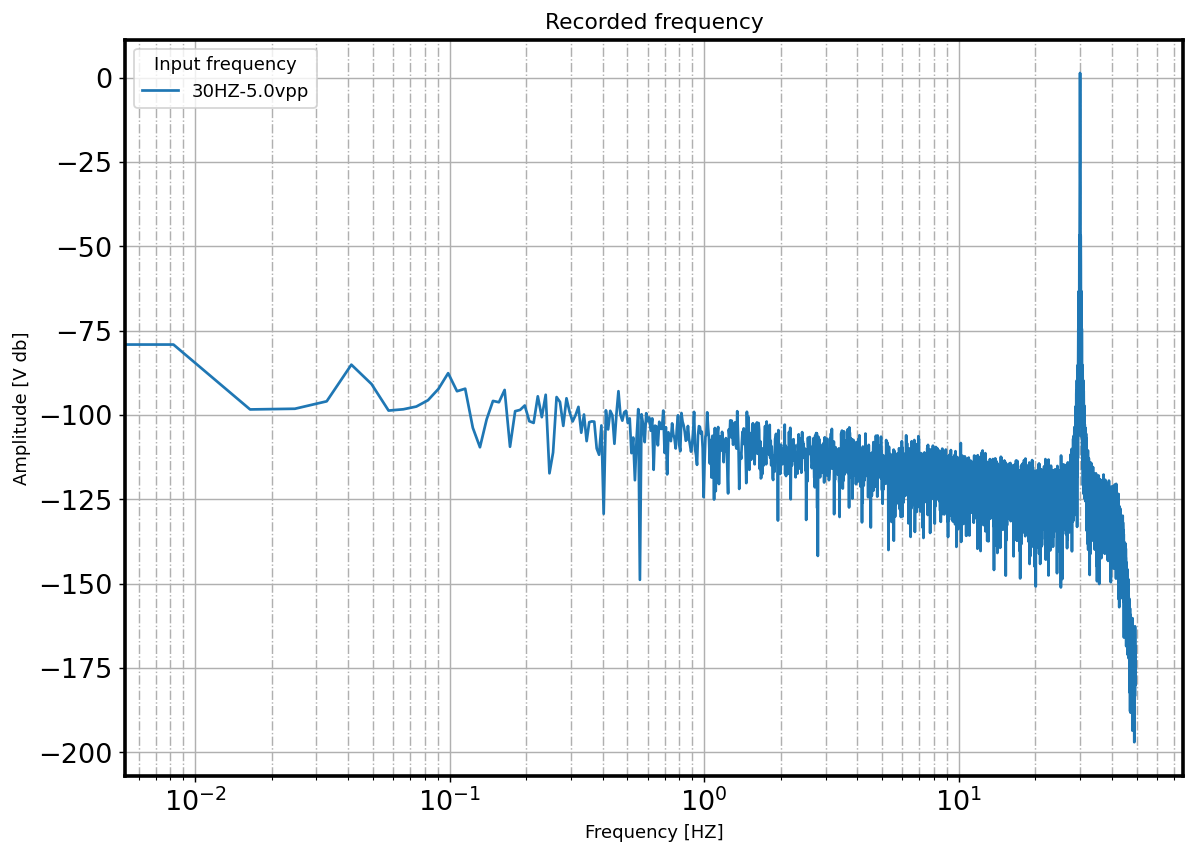 Recorded frequency
Input frequency
30HZ-5.0vpp
Amplitude [V db]
0
−25
−50
−75
−100
−125
−150
−175
−200
10⁻² 10⁻¹ 10⁰ 10¹
Frequency [HZ]